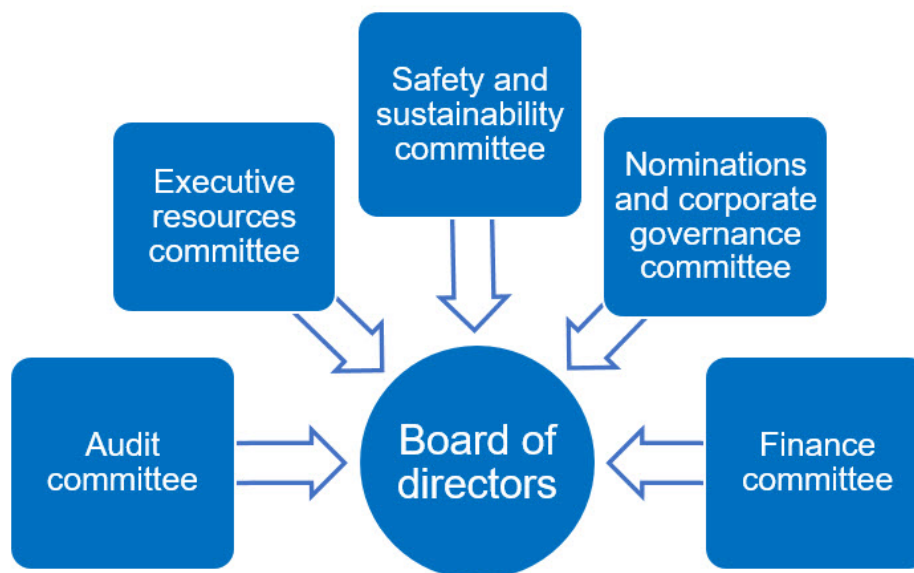 Safety and
sustainability
committee
Executive
resources
committee
Nominations
and corporate
governance
committee
Audit
committee
Board of
directors
Finance
committee